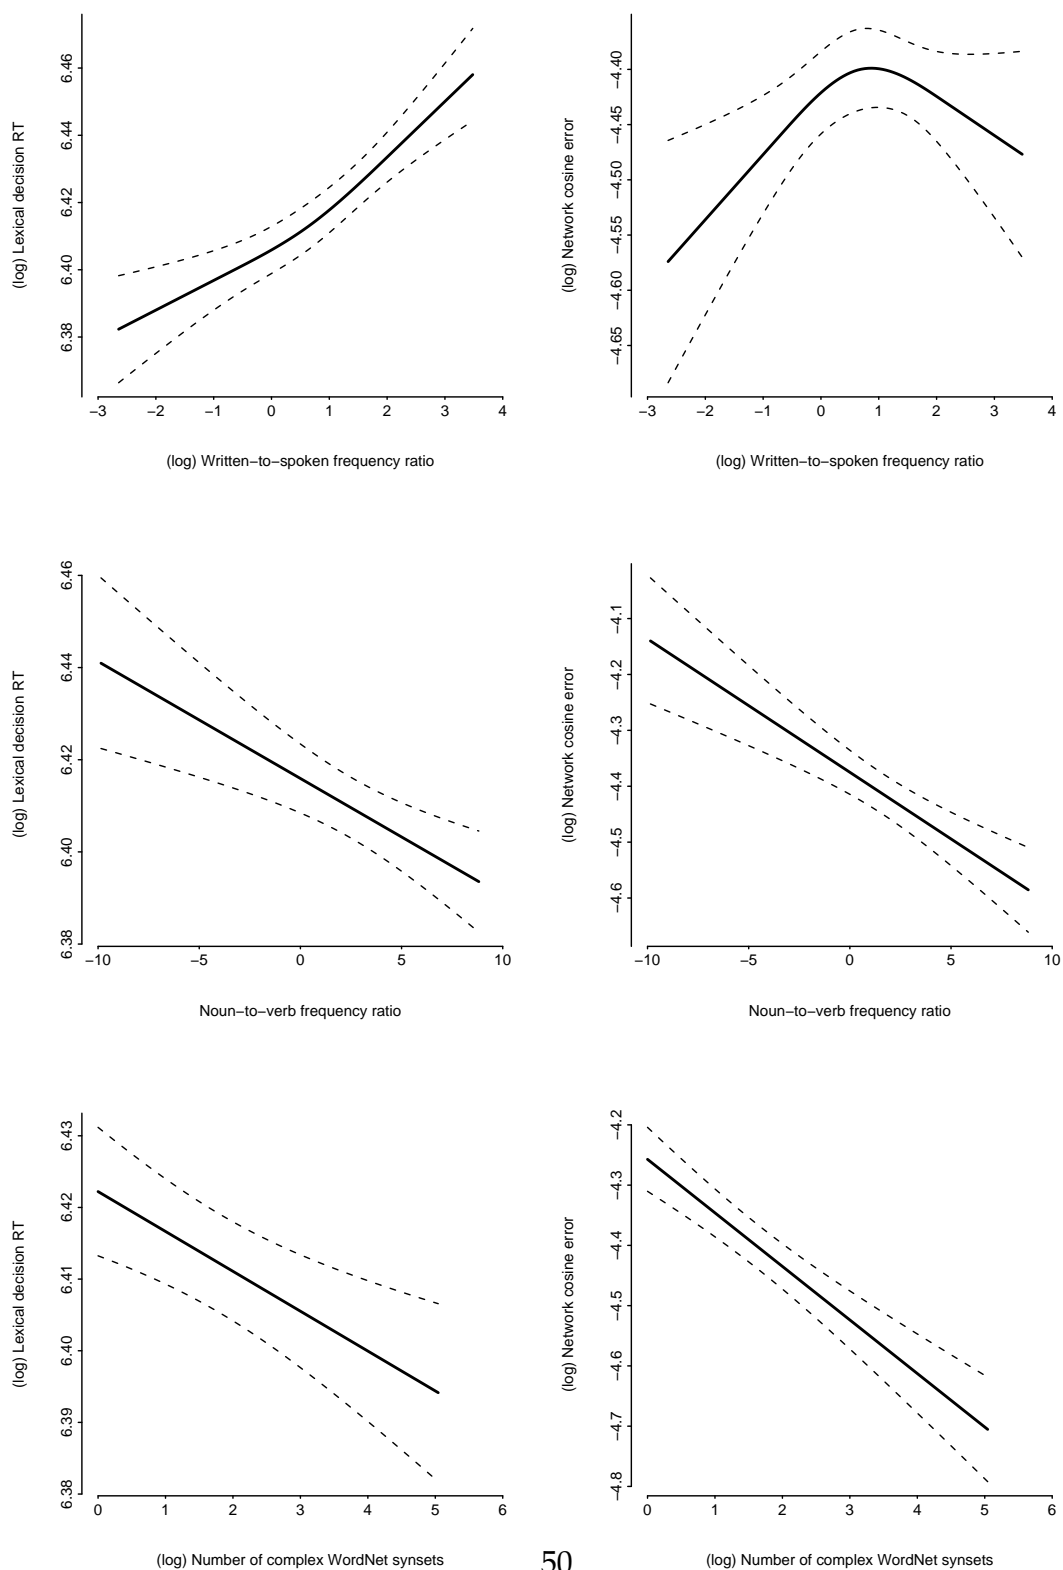 6.38 6.40 6.42 6.44 6.46
(log) Lexical decision RT
−3 −2 −1 0 1 2 3 4
(log) Written−to−spoken frequency ratio
−4.65 −4.60 −4.55 −4.50 −4.45 −4.40
(log) Network cosine error
−3 −2 −1 0 1 2 3 4
(log) Written−to−spoken frequency ratio
6.38 6.40 6.42 6.44 6.46
(log) Lexical decision RT
−10 −5 0 5 10
Noun−to−verb frequency ratio
−4.6 −4.5 −4.4 −4.3 −4.2 −4.1
(log) Network cosine error
−10 −5 0 5 10
Noun−to−verb frequency ratio
6.38 6.39 6.40 6.41 6.42 6.43
(log) Lexical decision RT
0 1 2 3 4 5 6
(log) Number of complex WordNet synsets
−4.8 −4.7 −4.6 −4.5 −4.4 −4.3 −4.2
(log) Network cosine error
0 1 2 3 4 5 6
(log) Number of complex WordNet synsets
50